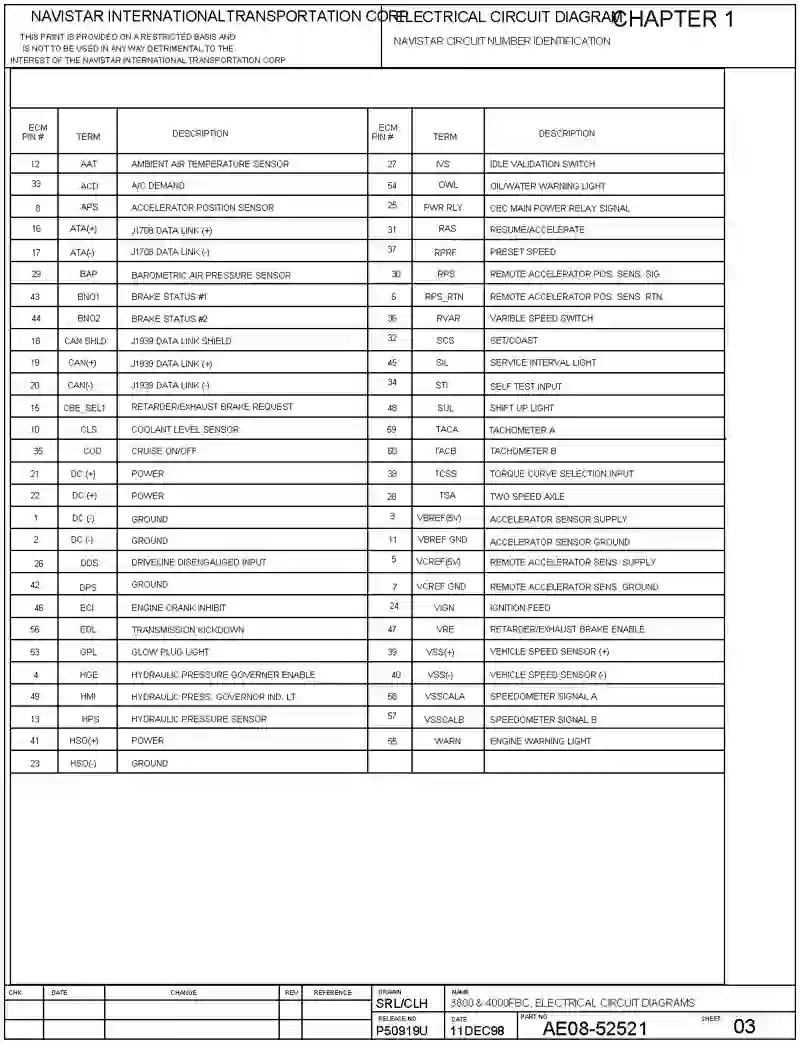 NAVISTAR INTERNATIONAL TRANSPORTATION CORP.
THIS PRINT IS PROVIDED ON A RESTRICTED BASIS AND
IS NOT TO BE USED IN ANY WAY DETRIMENTAL TO THE
INTEREST OF THE NAVISTAR INTERNATIONAL TRANSPORTATION CORP
ELECTRICAL CIRCUIT DIAGRAM
CHAPTER 1
NAVISTAR CIRCUIT NUMBER IDENTIFICATION
ECM PIN # TERM DESCRIPTION ECM PIN # TERM DESCRIPTION
12 AAT AMBIENT AIR TEMPERATURE SENSOR 27 IVS IDLE VALIDATION SWITCH
33 ACD A/C DEMAND 54 OWL OIL/WATER WARNING LIGHT
8 APS ACCELERATOR POSITION SENSOR 25 PWR RLY CEC MAIN POWER RELAY SIGNAL
16 ATA(+) J1708 DATA LINK (+) 31 RAS RESUME/ACCELERATE
17 ATA(-) J1708 DATA LINK (-) 37 RPRF PRESET SPEED
29 BAP BAROMETRIC AIR PRESSURE SENSOR 30 RPS REMOTE ACCELERATOR POS. SENS. SIG.
43 BNO1 BRAKE STATUS #1 6 RPS_RTN REMOTE ACCELERATOR POS. SENS. RTN.
44 BNO2 BRAKE STATUS #2 36 RVAR VARIBLE SPEED SWITCH
18 CAN SHLD J1939 DATA LINK SHIELD 32 SCS SET/COAST
19 CAN(+) J1939 DATA LINK (+) 45 SIL SERVICE INTERVAL LIGHT
20 CAN(-) J1939 DATA LINK (-) 34 STI SELF TEST INPUT
15 CBE_SEL1 RETARDER/EXHAUST BRAKE REQUEST 48 SUL SHIFT UP LIGHT
10 CLS COOLANT LEVEL SENSOR 59 TACA TACHOMETER A
35 COO CRUISE ON/OFF 60 TACB TACHOMETER B
21 DC (+) POWER 38 TCSS TORQUE CURVE SELECTION INPUT
22 DC (+) POWER 28 TSA TWO SPEED AXLE
1 DC (-) GROUND 3 VBREF(5V) ACCELERATOR SENSOR SUPPLY
2 DC (-) GROUND 11 VBREF GND ACCELERATOR SENSOR GROUND
26 DDS DRIVELINE DISENGAUGED INPUT 5 VCREF(5V) REMOTE ACCELERATOR SENS. SUPPLY
42 DPS GROUND 7 VCREF GND REMOTE ACCELERATOR SENS. GROUND
46 ECI ENGINE CRANK INHIBIT 24 VIGN IGNITION FEED
56 EDL TRANSMISSION KICKDOWN 47 VRE RETARDER/EXHAUST BRAKE ENABLE
53 GPL GLOW PLUG LIGHT 39 VSS(+) VEHICLE SPEED SENSOR (+)
4 HGE HYDRAULIC PRESSURE GOVERNER ENABLE 40 VSS(-) VEHICLE SPEED SENSOR (-)
49 HMI HYDRAULIC PRESS. GOVERNOR IND. LT 58 VSSCALA SPEEDOMETER SIGNAL A
13 HPS HYDRAULIC PRESSURE SENSOR 57 VSSCALB SPEEDOMETER SIGNAL B
41 HSO(+) POWER 55 WARN ENGINE WARNING LIGHT
23 HSO(-) GROUND
CHK DATE CHANGE REV REFERENCE
DRAWN SRL/CLH
NAME 3800 & 4000FBC, ELECTRICAL CIRCUIT DIAGRAMS
RELEASE NO P50919U
DATE 11DEC98
PART NO AE08-52521
SHEET 03